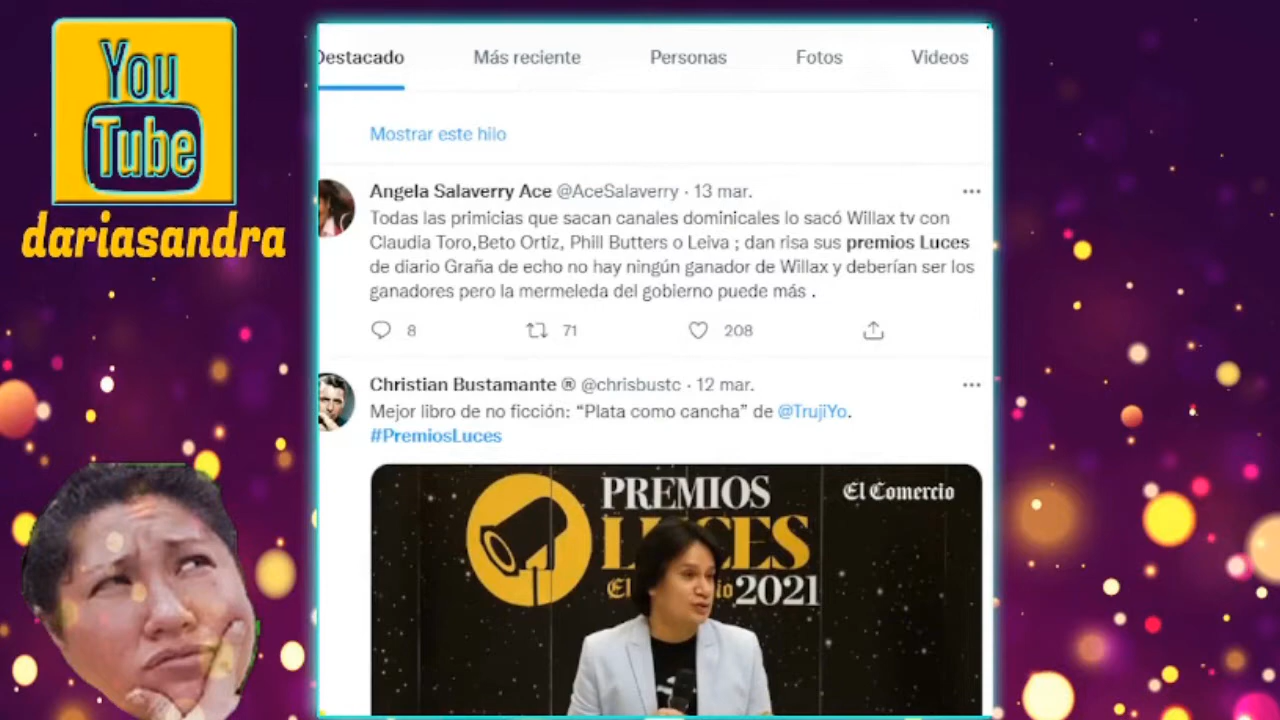 You
Tube
dariasandra
Destacado Más reciente Personas Fotos Videos
Mostrar este hilo
Angela Salaverry Ace @AceSalaverry · 13 mar.
Todas las primicias que sacan canales dominicales lo sacó Willax tv con
Claudia Toro,Beto Ortiz, Phill Butters o Leiva ; dan risa sus premios Luces
de diario Graña de echo no hay ningún ganador de Willax y deberían ser los
ganadores pero la mermeleda del gobierno puede más .
8 71 208
Christian Bustamante ® @chrisbustc · 12 mar.
Mejor libro de no ficción: “Plata como cancha” de @TrujiYo.
#PremiosLuces
PREMIOS
LUCES
El Comercio
2021
El Comercio